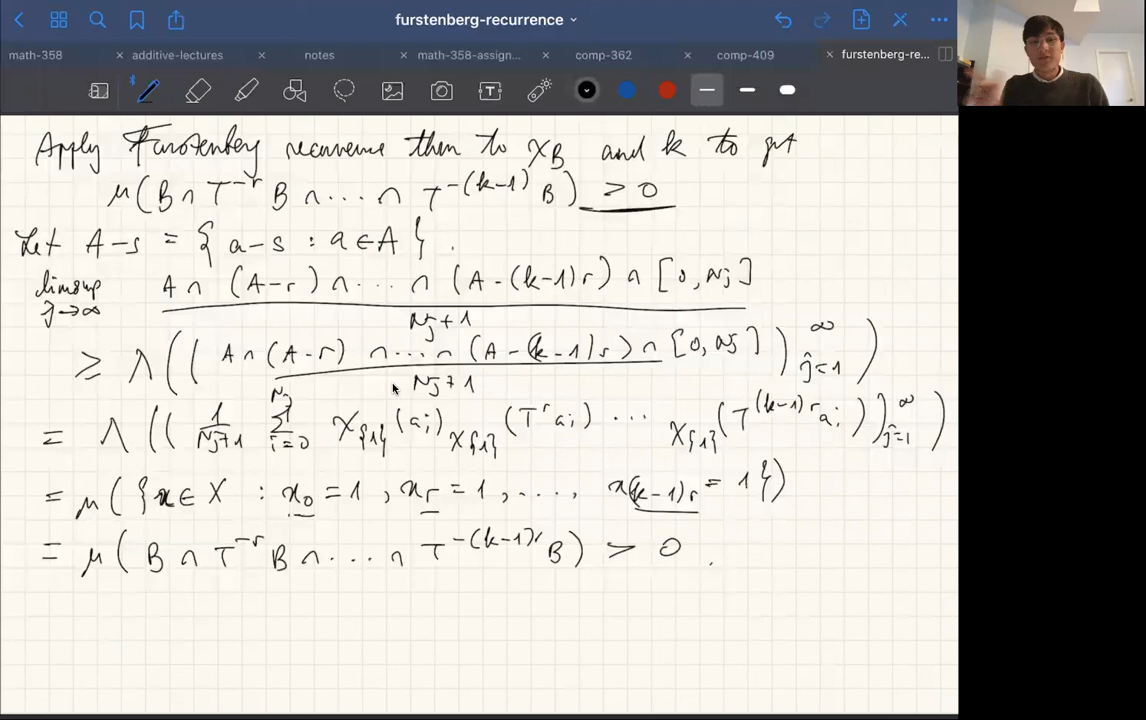 furstenberg-recurrence
math-358 × additive-lectures × notes × math-358-assign... × comp-362 × comp-409 × furstenberg-re...
Apply Furstenberg recurrence then to χ_B and k to get
μ(B ∩ T^{-r} B ∩ ... ∩ T^{-(k-1)} B) > 0
Let A-s = { a-s : a ∈ A } .
limsup_{j→∞} (A ∩ (A-r) ∩ ... ∩ (A-(k-1)r) ∩ [0, N_j]) / (N_j + 1)
≥ λ(( (A ∩ (A-r) ∩ ... ∩ (A-(k-1)r) ∩ [0, N_j]) / (N_j + 1) )_{j=1}^∞ )
= λ(( 1/(N_j+1) Σ_{i=0}^{N_j} χ_{1}(a_i) χ_{1}(T^r a_i) ... χ_{1}(T^{(k-1)r} a_i) )_{j=1}^∞ )
= μ({x ∈ X : x_0 = 1, x_r = 1, ..., x_{(k-1)r} = 1})
= μ(B ∩ T^{-r} B ∩ ... ∩ T^{-(k-1)r} B) > 0 .